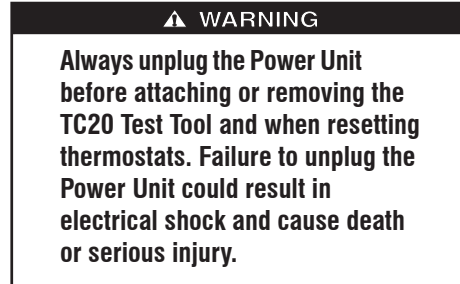 ⚠ WARNING
Always unplug the Power Unit
before attaching or removing the
TC20 Test Tool and when resetting
thermostats. Failure to unplug the
Power Unit could result in
electrical shock and cause death
or serious injury.